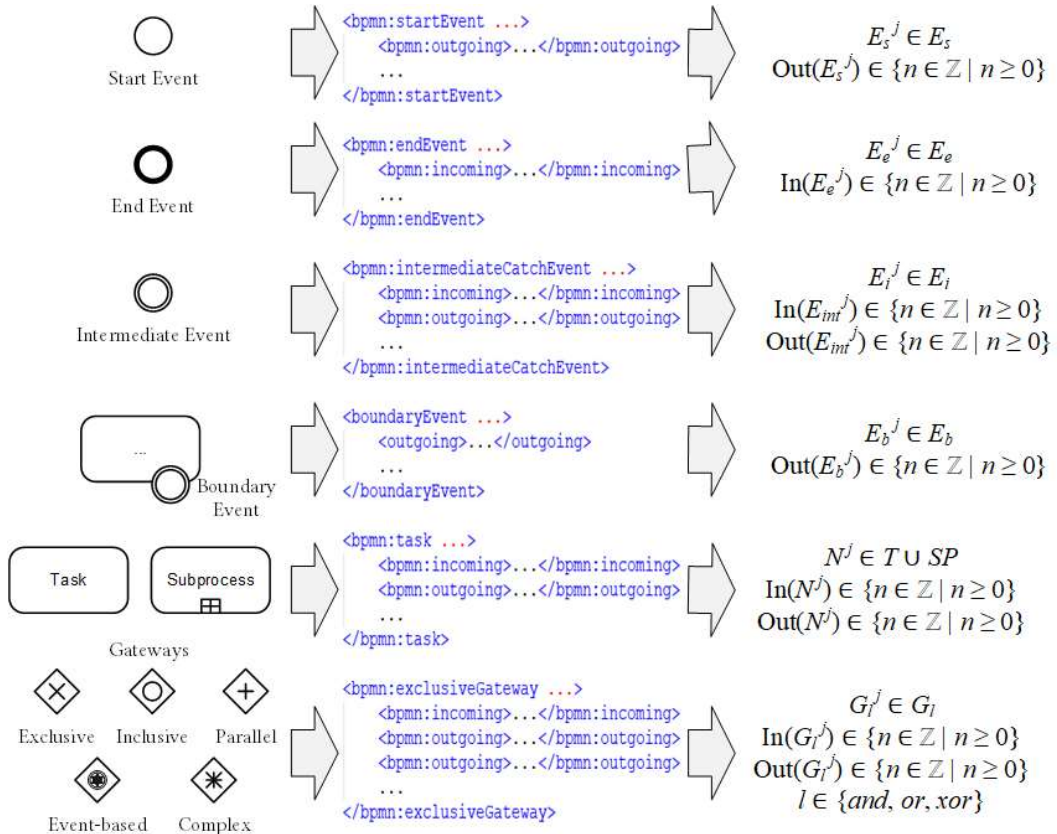 Start Event
<bpmn:startEvent ...>
<bpmn:outgoing>...</bpmn:outgoing>
...
</bpmn:startEvent>
E_s^j ∈ E_s
Out(E_s^j) ∈ {n ∈ ℤ | n ≥ 0}
End Event
<bpmn:endEvent ...>
<bpmn:incoming>...</bpmn:incoming>
...
</bpmn:endEvent>
E_e^j ∈ E_e
In(E_e^j) ∈ {n ∈ ℤ | n ≥ 0}
Intermediate Event
<bpmn:intermediateCatchEvent ...>
<bpmn:incoming>...</bpmn:incoming>
<bpmn:outgoing>...</bpmn:outgoing>
...
</bpmn:intermediateCatchEvent>
E_i^j ∈ E_i
In(E_int^j) ∈ {n ∈ ℤ | n ≥ 0}
Out(E_int^j) ∈ {n ∈ ℤ | n ≥ 0}
...
Boundary
Event
<boundaryEvent ...>
<outgoing>...</outgoing>
...
</boundaryEvent>
E_b^j ∈ E_b
Out(E_b^j) ∈ {n ∈ ℤ | n ≥ 0}
Task
Subprocess
<bpmn:task ...>
<bpmn:incoming>...</bpmn:incoming>
<bpmn:outgoing>...</bpmn:outgoing>
...
</bpmn:task>
N^j ∈ T ∪ SP
In(N^j) ∈ {n ∈ ℤ | n ≥ 0}
Out(N^j) ∈ {n ∈ ℤ | n ≥ 0}
Gateways
Exclusive
Inclusive
Parallel
Event-based
Complex
<bpmn:exclusiveGateway ...>
<bpmn:incoming>...</bpmn:incoming>
<bpmn:outgoing>...</bpmn:outgoing>
<bpmn:outgoing>...</bpmn:outgoing>
...
</bpmn:exclusiveGateway>
G_l^j ∈ G_l
In(G_l^j) ∈ {n ∈ ℤ | n ≥ 0}
Out(G_l^j) ∈ {n ∈ ℤ | n ≥ 0}
l ∈ {and, or, xor}